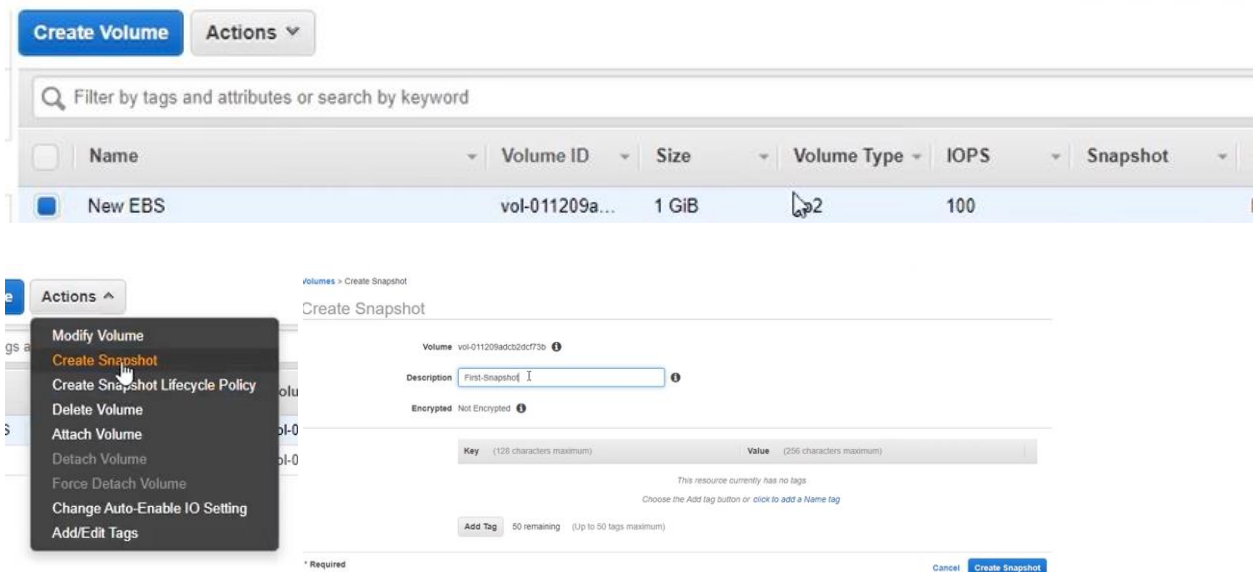 Create Volume Actions
Filter by tags and attributes or search by keyword
Name Volume ID Size Volume Type IOPS Snapshot
New EBS vol-011209a... 1 GiB 100
Actions
Modify Volume
Create Snapshot
Create Snapshot Lifecycle Policy
Delete Volume
Attach Volume
Detach Volume
Force Detach Volume
Change Auto-Enable IO Setting
Add/Edit Tags
Volumes > Create Snapshot
Create Snapshot
Volume vol-011209adcb2dcf73b
Description First-Snapshot
Encrypted Not Encrypted
Key (128 characters maximum) Value (256 characters maximum)
This resource currently has no tags
Choose the Add tag button or click to add a Name tag
Add Tag 50 remaining (Up to 50 tags maximum)
* Required
Cancel Create Snapshot